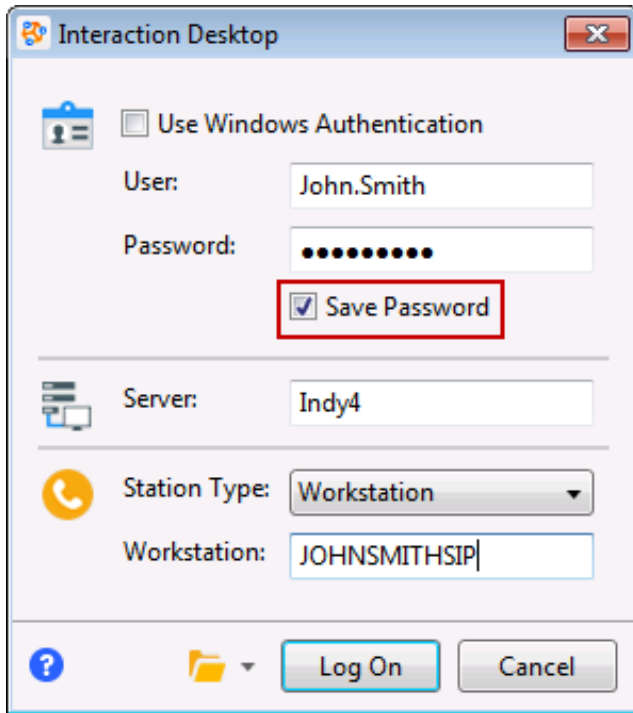 Interaction Desktop
Use Windows Authentication
User: John.Smith
Password: •••••••••
Save Password
Server: Indy4
Station Type: Workstation
Workstation: JOHNSMITHSIP
? Log On Cancel